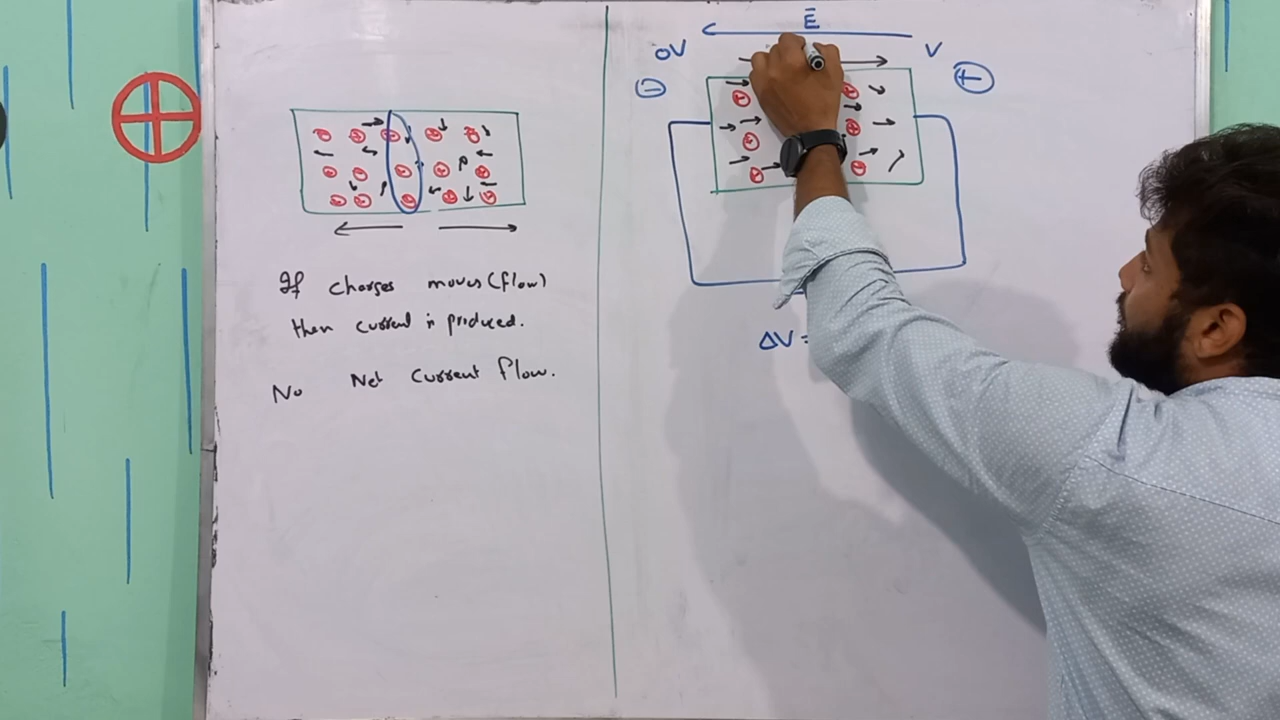 If charges moves (flow)
then current is produced.
No Net Current flow.
E
0V
V
-
+
ΔV =